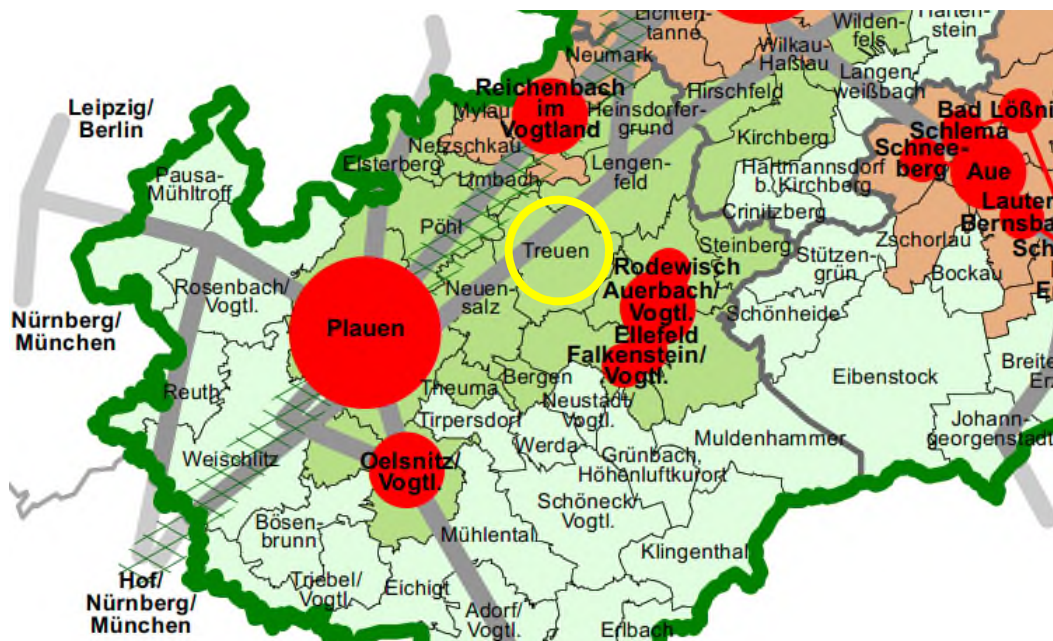 Lichten-
tanne
Wilden-
fels
Harten-
stein
Neumark
Wilkau-
Haßlau
Langen
weißbach
Hirschfeld
Reichenbach
im
Vogtland
Mylau
Heinsdorfer-
grund
Netzschkau
Leipzig/
Berlin
Bad
Schlema
Lößni
Schnee-
berg
Aue
Kirchberg
Elsterberg
Limbach
Lengen-
feld
Hartmannsdorf
b. Kirchberg
Crinitzberg
Pausa-
Mühltroff
Lauter
Bernsba
Pöhl
Treuen
Steinberg
Zschorlau
Stützen-
grün
Bockau
Rodewisch
Auerbach/
Vogtl.
Ellefeld
Falkenstein/
Vogtl.
Rosenbach/
Vogtl.
Neuen-
salz
Schönheide
Nürnberg/
München
Plauen
Eibenstock
Reuth
Theuma
Bergen
Neustadt/
Vogtl.
Tirpersdorf
Werda
Muldenhammer
Johann-
georgenstadt
Weischlitz
Oelsnitz/
Vogtl.
Grünbach,
Höhenluftkurort
Schöneck/
Vogtl.
Bösen-
brunn
Mühlental
Klingenthal
Hof/
Nürnberg/
München
Triebel/
Vogtl.
Eichigt
Adorf/
Vogtl.
Erlbach